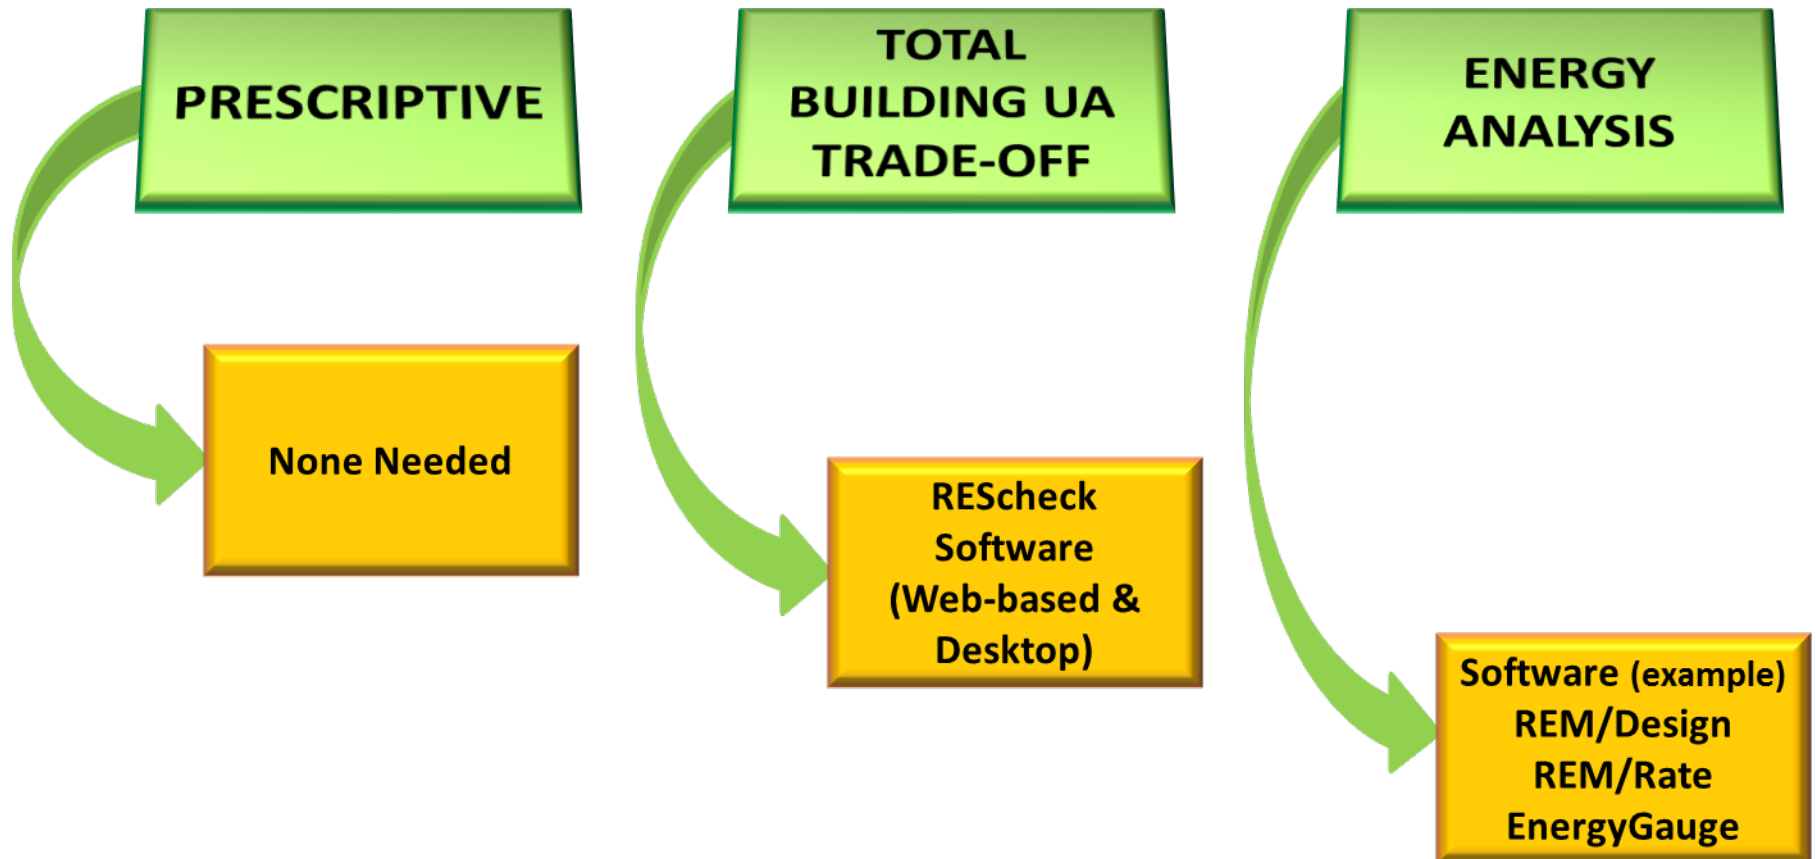 PRESCRIPTIVE
None Needed
TOTAL
BUILDING UA
TRADE-OFF
REScheck
Software
(Web-based &
Desktop)
ENERGY
ANALYSIS
Software (example)
REM/Design
REM/Rate
EnergyGauge